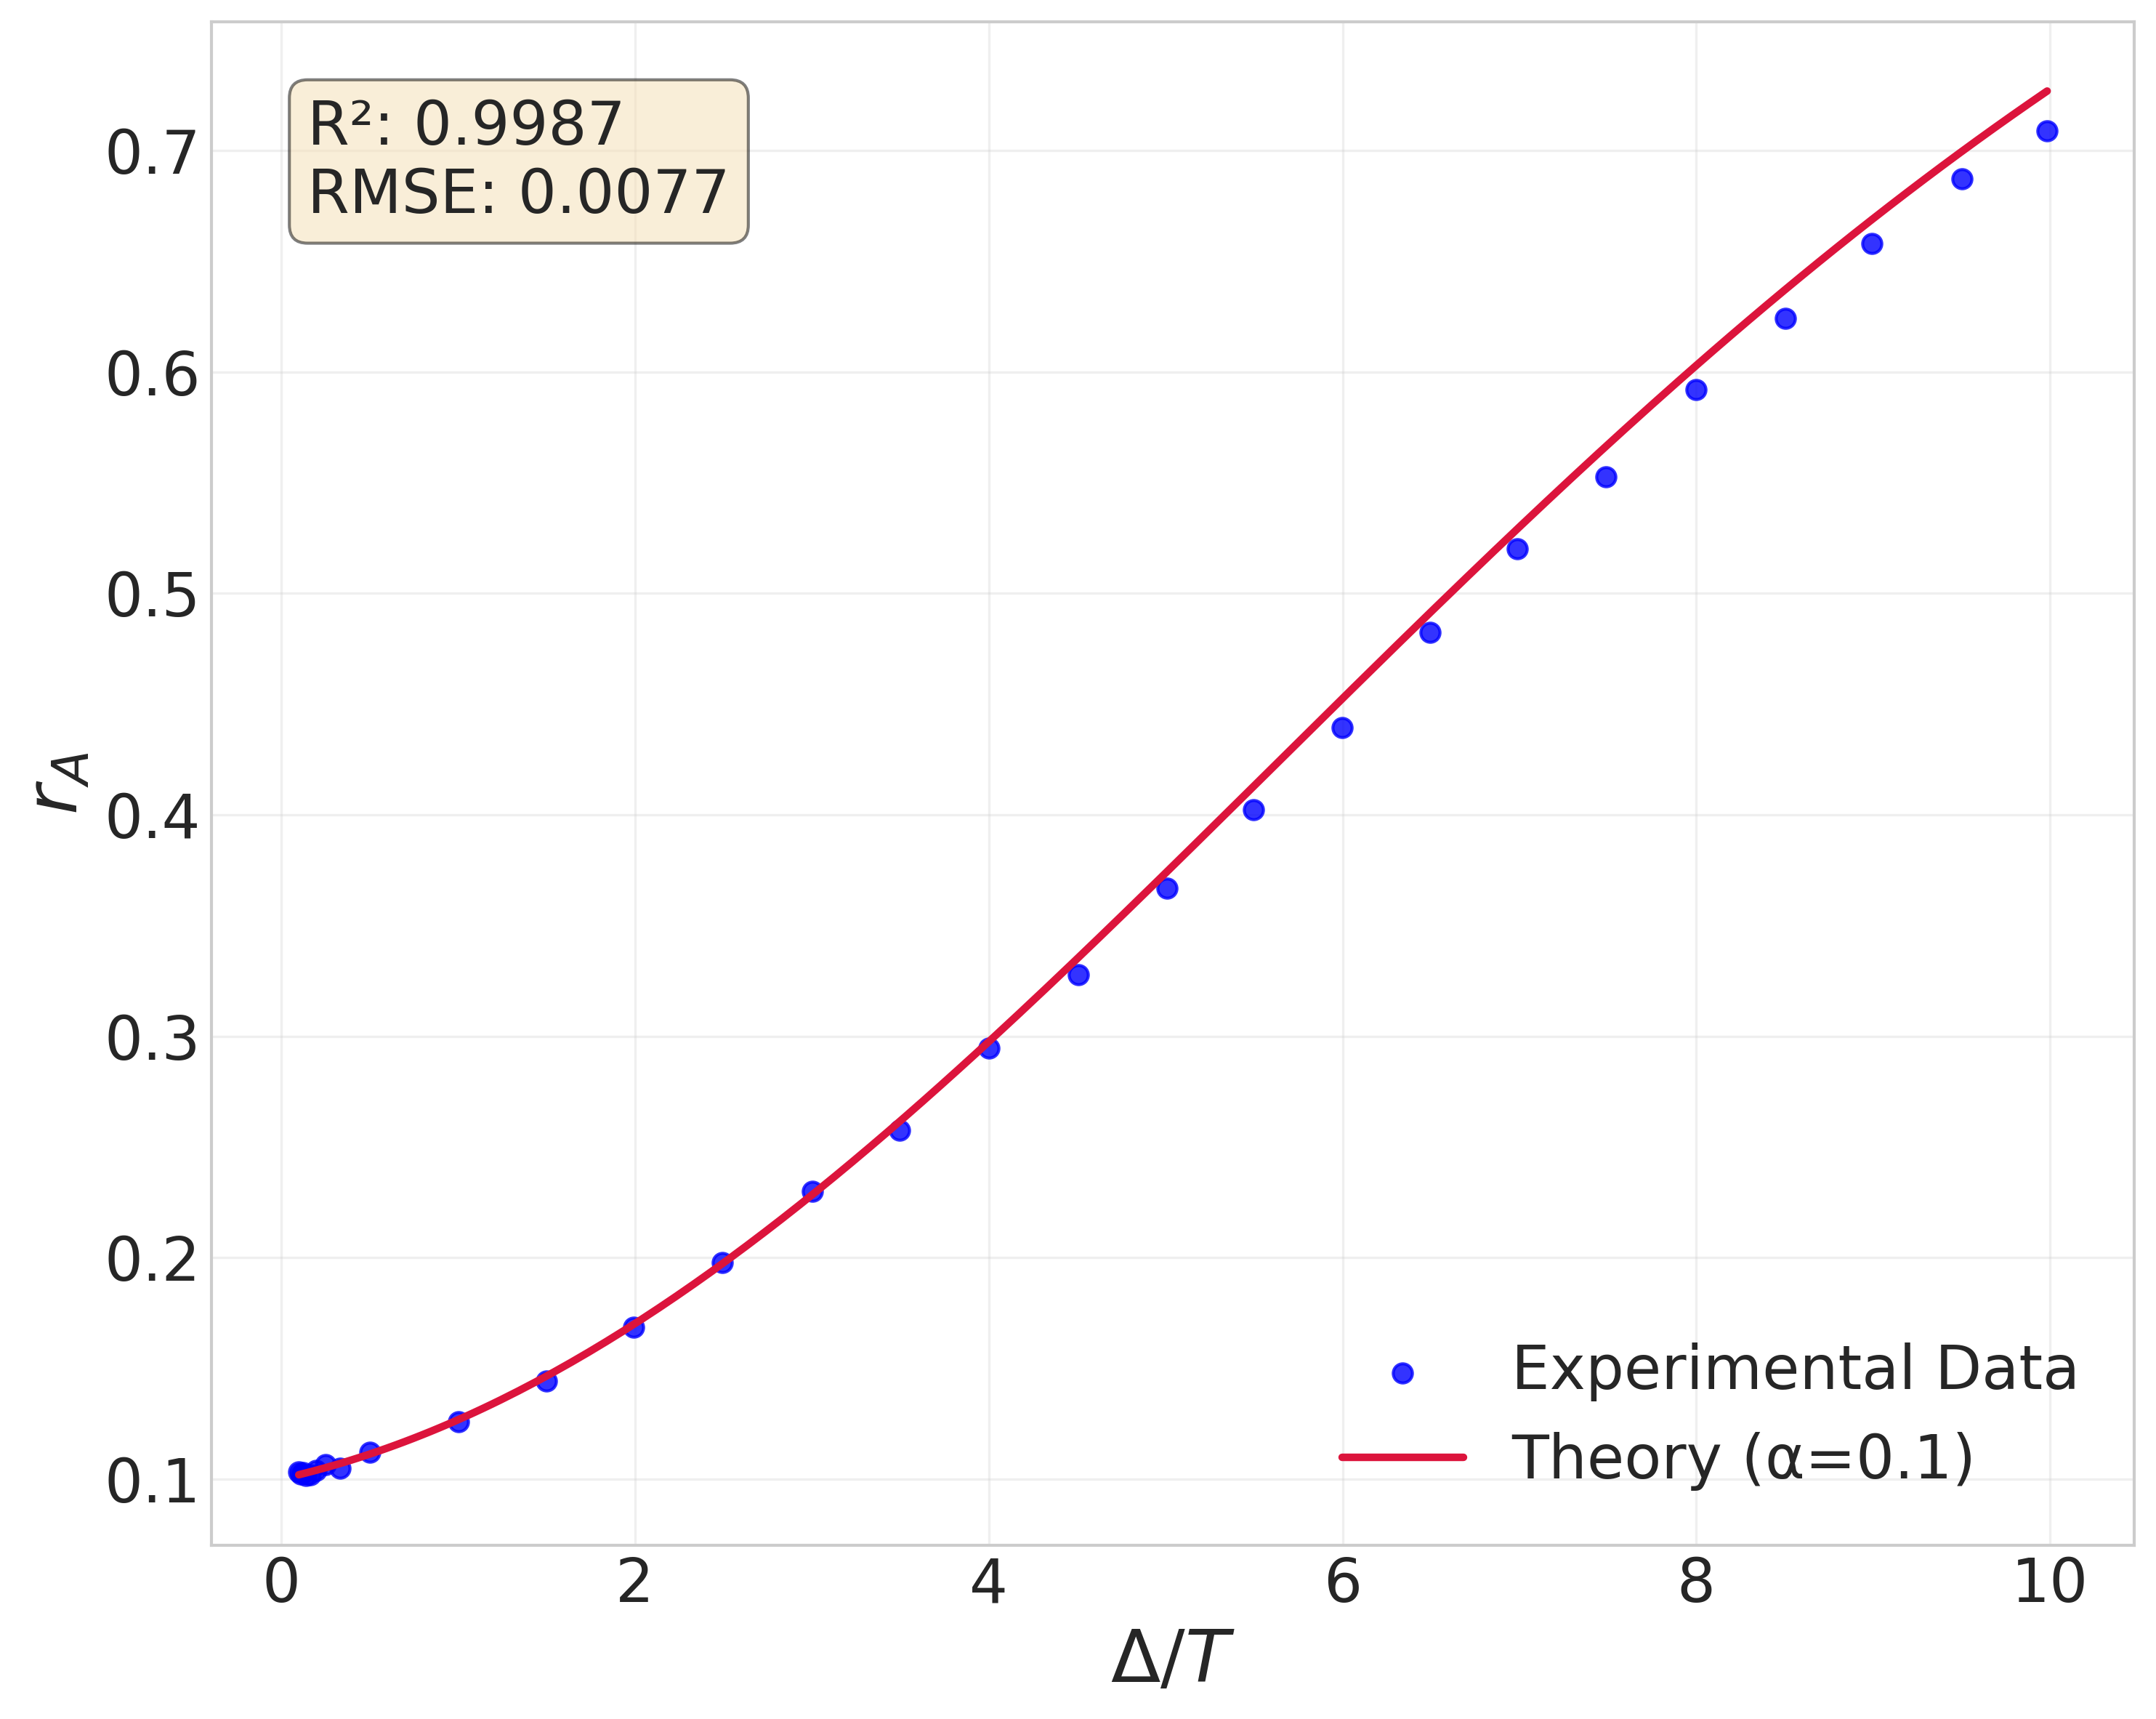 R²: 0.9987
RMSE: 0.0077
0.7
0.6
0.5
0.4
0.3
0.2
0.1
r_A
Experimental Data
Theory (α=0.1)
0 2 4 6 8 10
Δ/T